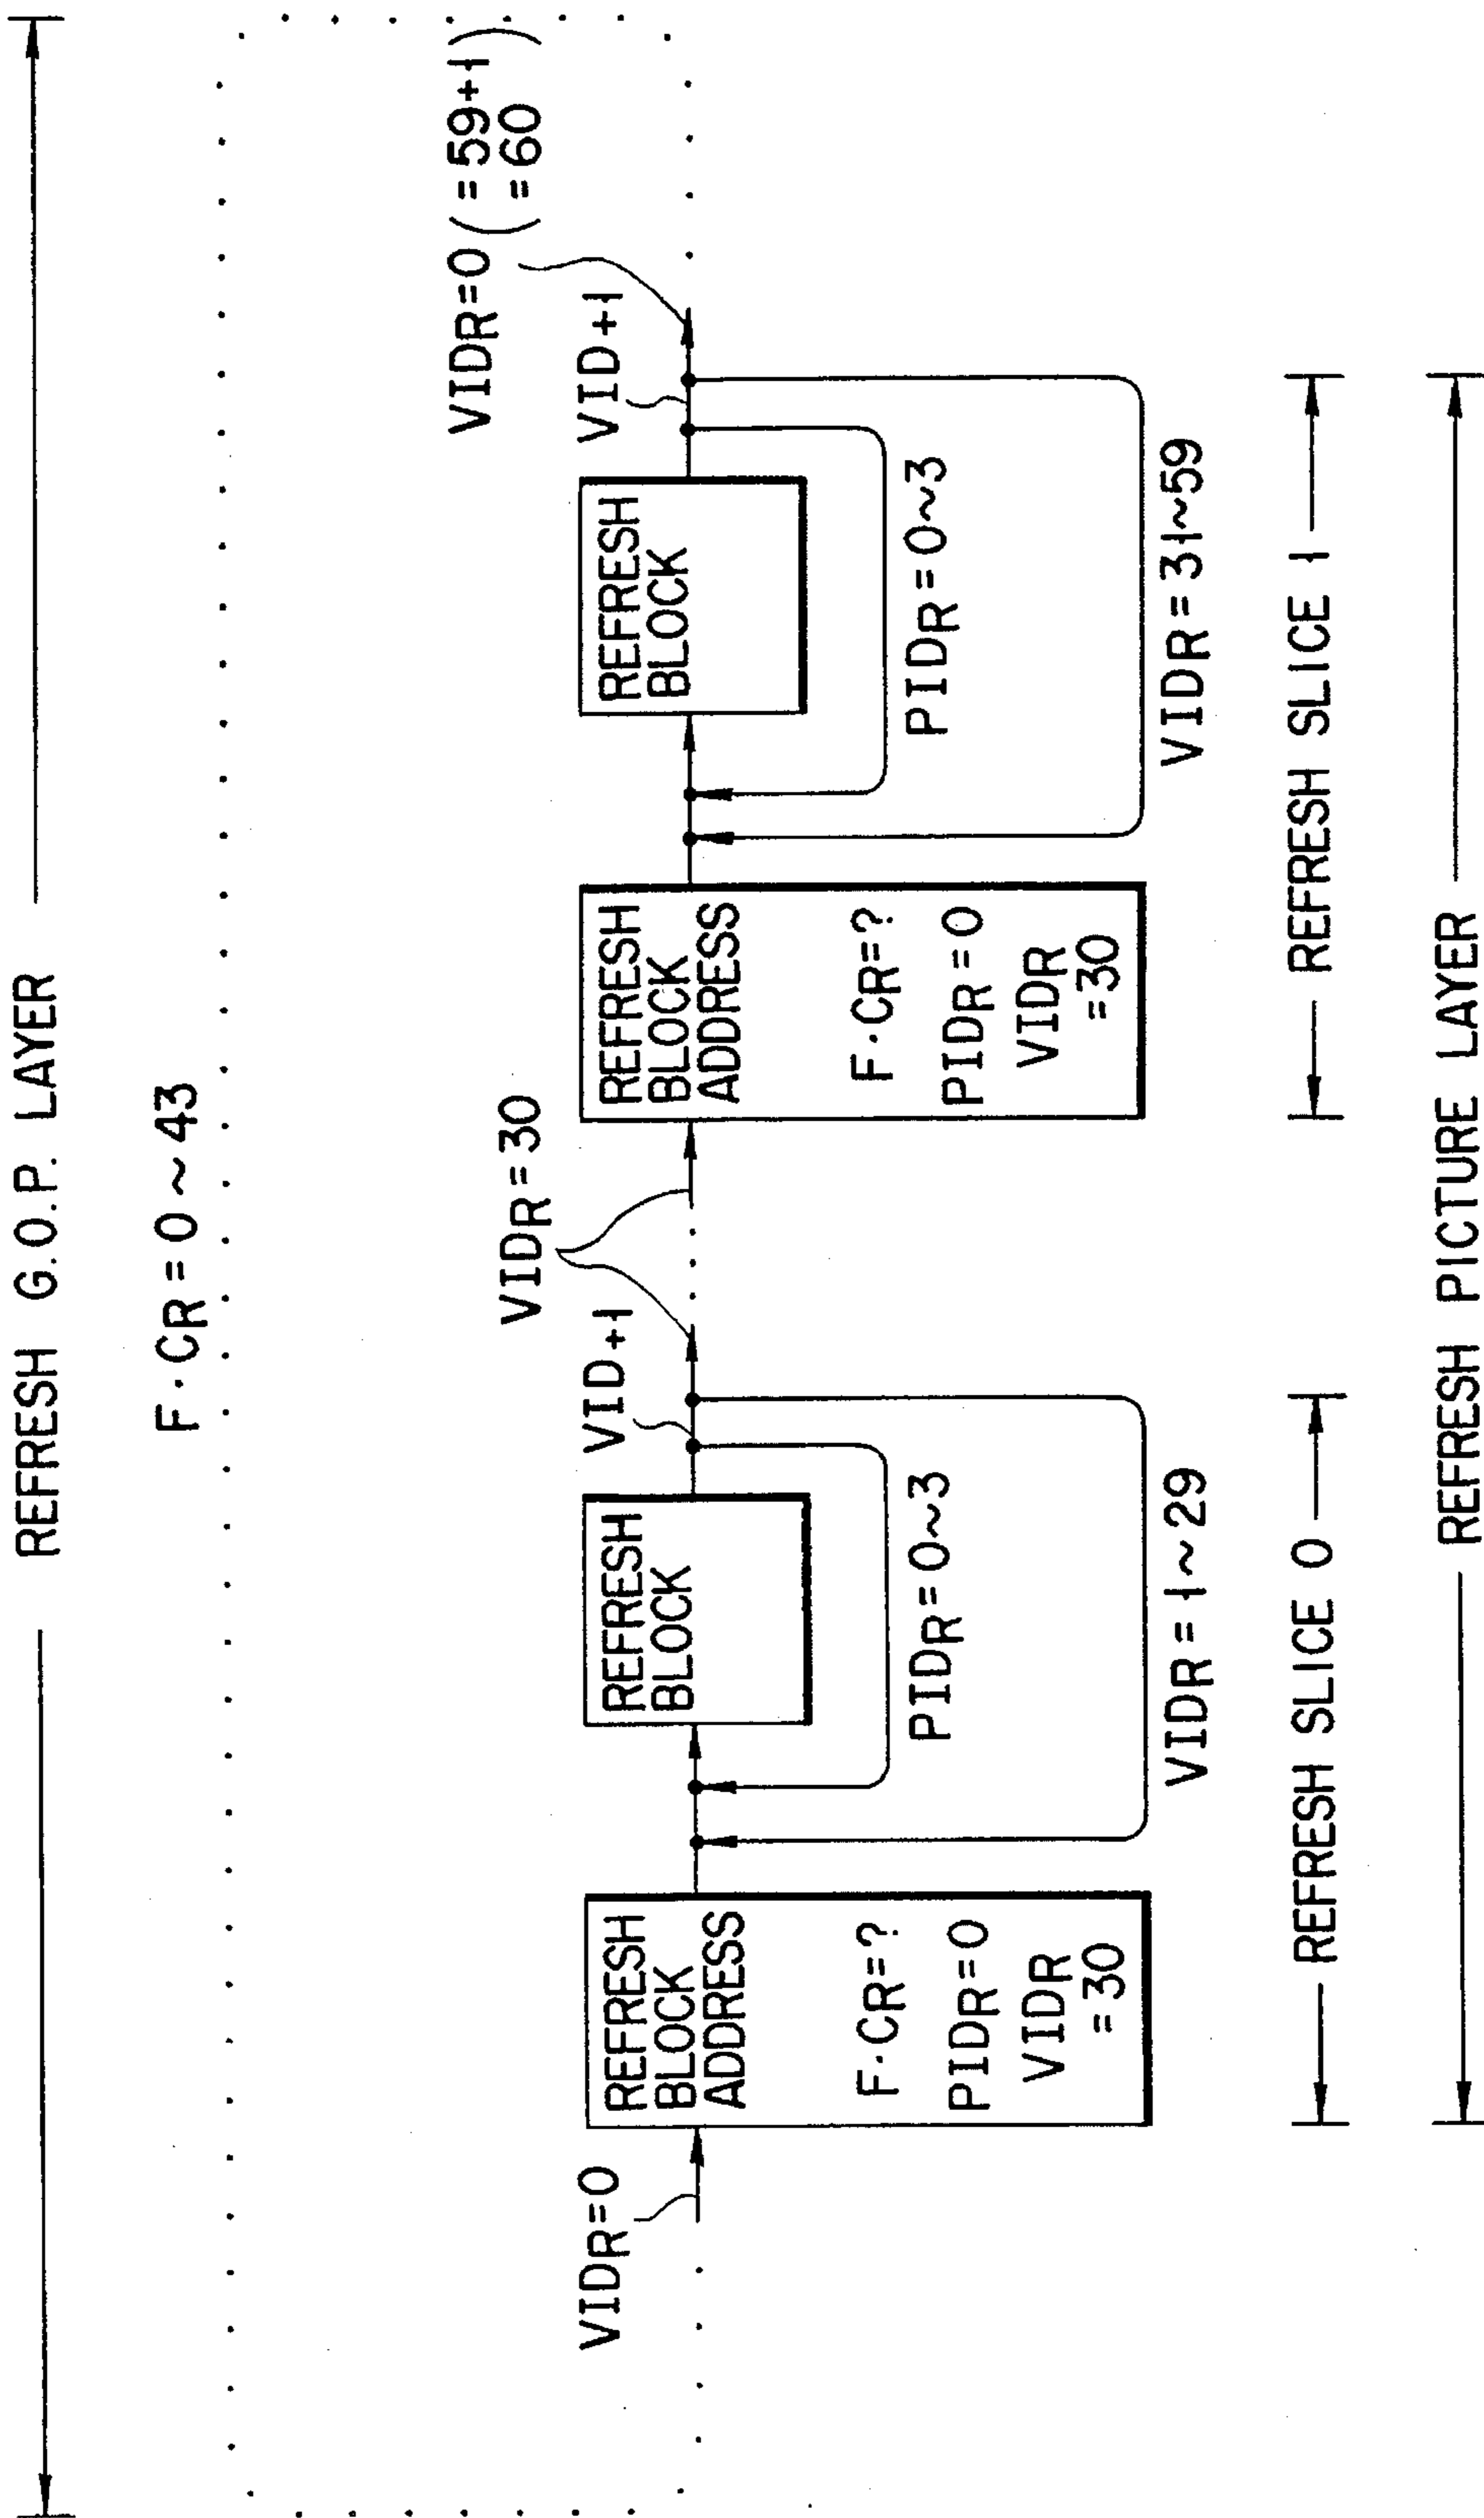 REFRESH G.O.P. LAYER
F·CR=0~43
VIDR=0
REFRESH
BLOCK
ADDRESS
F·CR=?
PIDR=0
VIDR
=30
REFRESH
BLOCK
VID+1
PIDR=0~3
VIDR=1~29
VIDR=30
REFRESH
BLOCK
ADDRESS
F·CR=?
PIDR=0
VIDR
=30
REFRESH
BLOCK
VID+1
VIDR=0(=59+1
=60)
PIDR=0~3
VIDR=31~59
REFRESH SLICE 0
REFRESH SLICE 1
REFRESH PICTURE LAYER